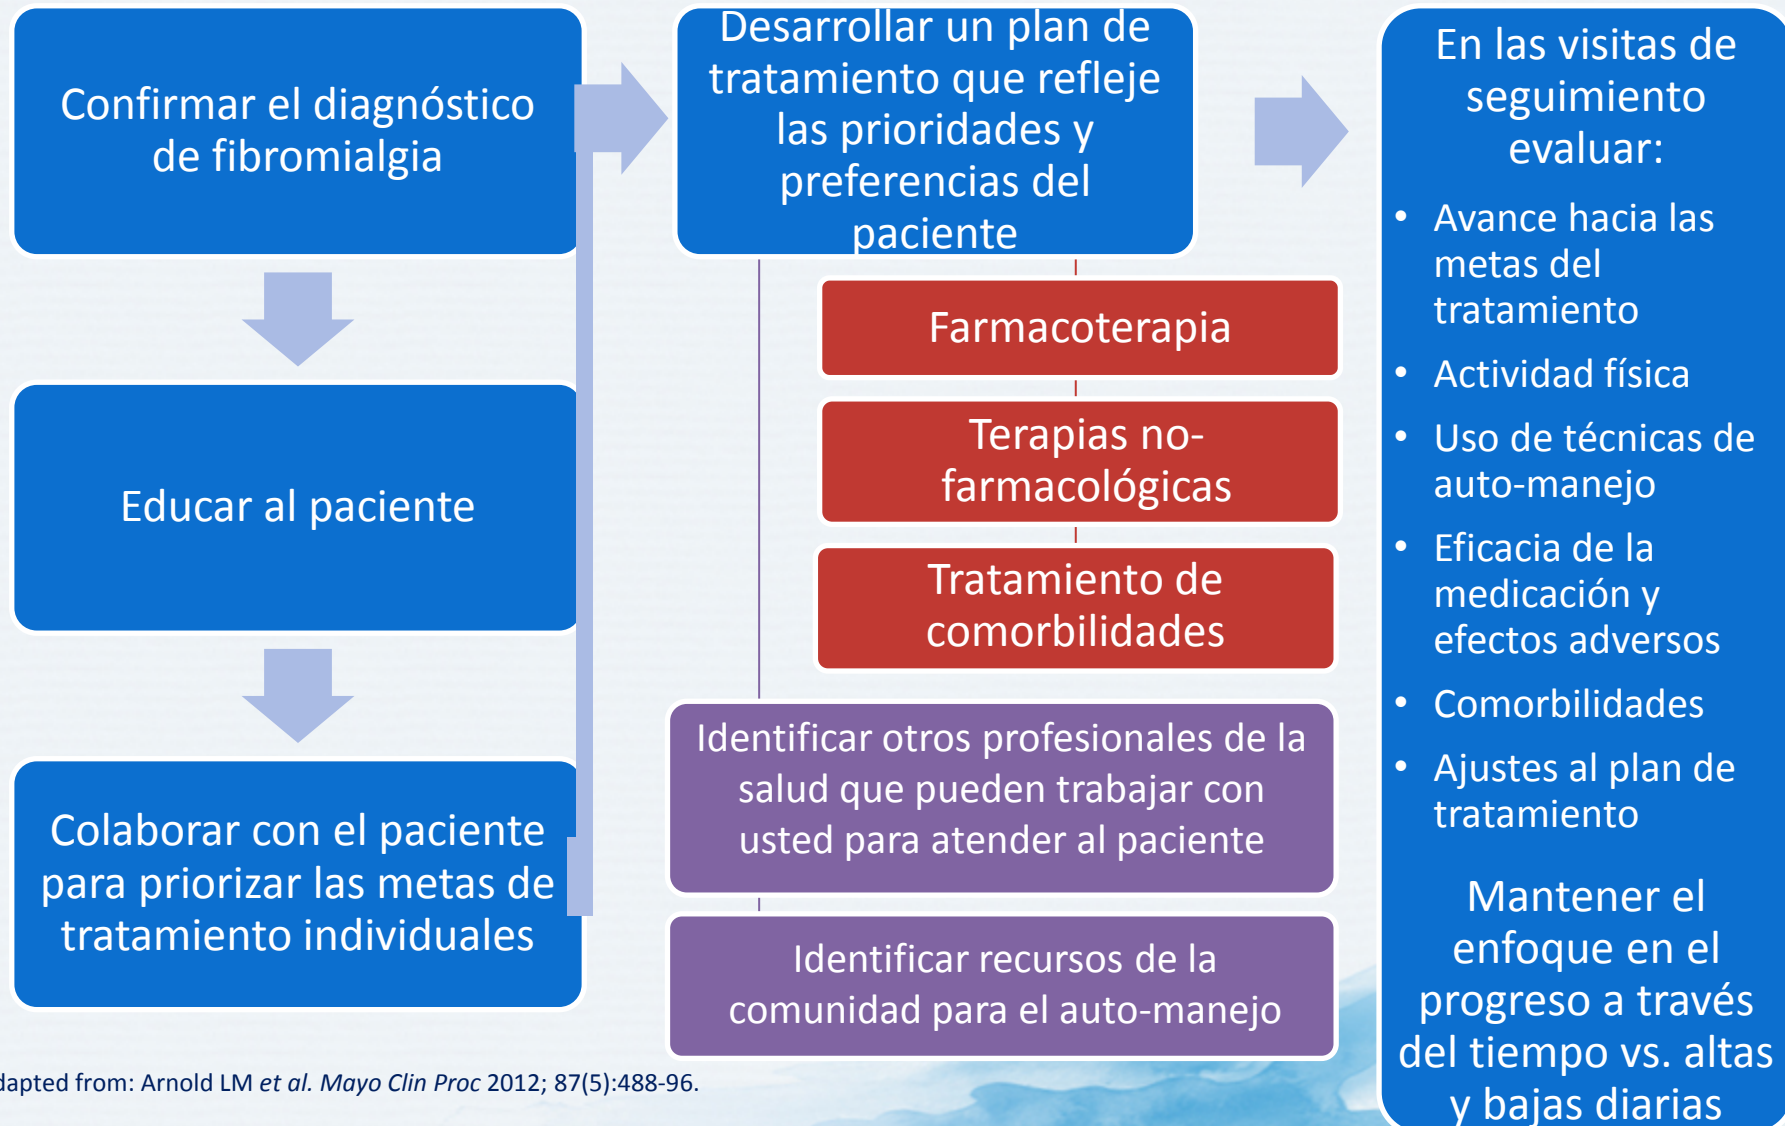 Confirmar el diagnóstico
de fibromialgia
Educar al paciente
Colaborar con el paciente
para priorizar las metas de
tratamiento individuales
Desarrollar un plan de
tratamiento que refleje
las prioridades y
preferencias del
paciente
Farmacoterapia
Terapias no-
farmacológicas
Tratamiento de
comorbilidades
Identificar otros profesionales de la
salud que pueden trabajar con
usted para atender al paciente
Identificar recursos de la
comunidad para el auto-manejo
En las visitas de
seguimiento
evaluar:
• Avance hacia las
metas del
tratamiento
• Actividad física
• Uso de técnicas de
auto-manejo
• Eficacia de la
medicación y
efectos adversos
• Comorbilidades
• Ajustes al plan de
tratamiento
Mantener el
enfoque en el
progreso a través
del tiempo vs. altas
y bajas diarias
dapted from: Arnold LM et al. Mayo Clin Proc 2012; 87(5):488-96.